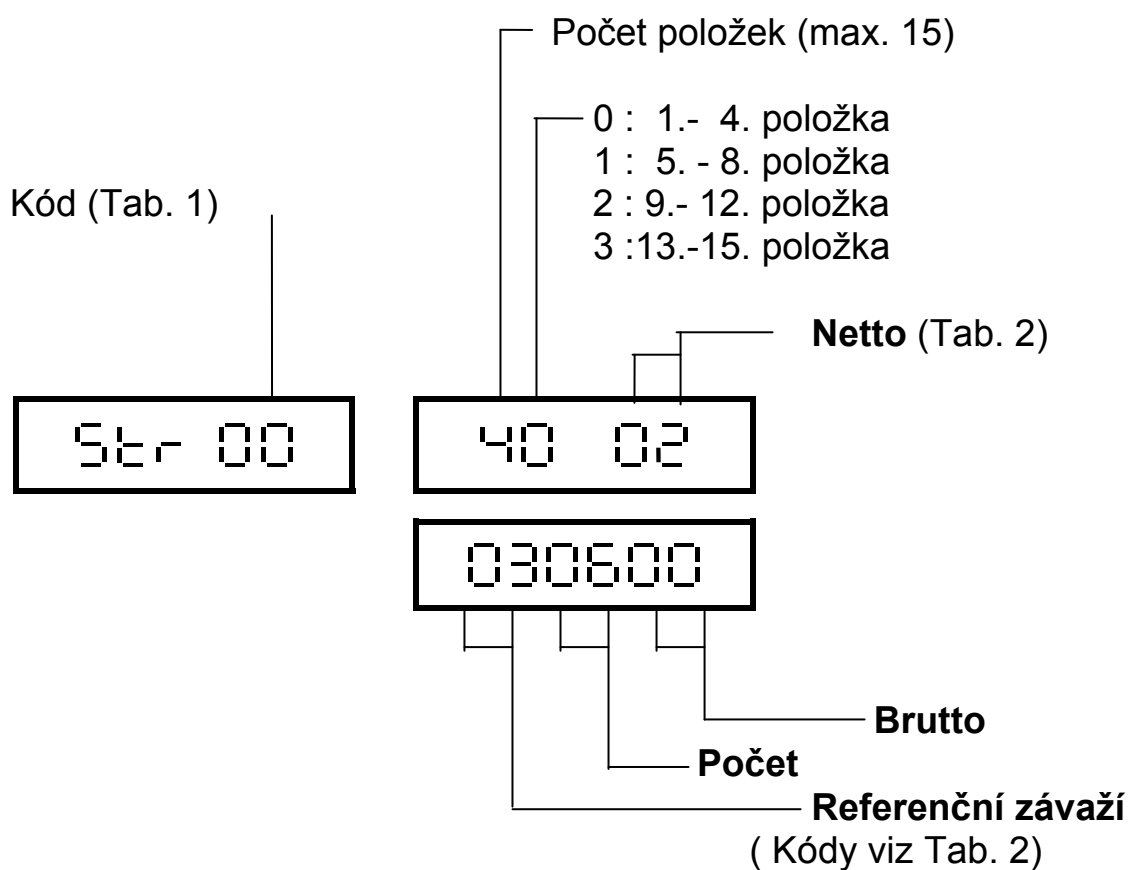 Počet položek (max. 15)
0 : 1.- 4. položka
1 : 5. - 8. položka
2 : 9.- 12. položka
3 :13.-15. položka
Kód (Tab. 1)
Netto (Tab. 2)
Str 00
40 02
030600
Brutto
Počet
Referenční závaží
( Kódy viz Tab. 2)